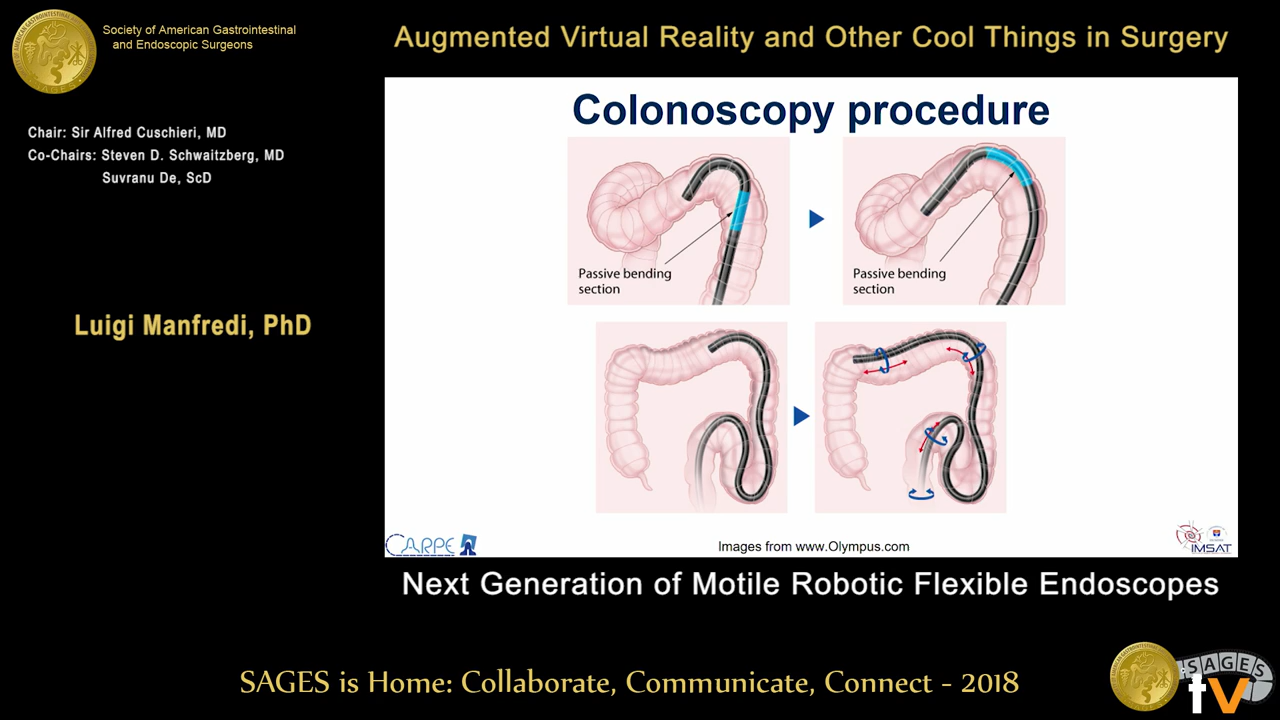 Society of American Gastrointestinal
and Endoscopic Surgeons
Augmented Virtual Reality and Other Cool Things in Surgery
Chair: Sir Alfred Cuschieri, MD
Co-Chairs: Steven D. Schwaitzberg, MD
Suvranu De, ScD
Luigi Manfredi, PhD
Colonoscopy procedure
Passive bending
section
Passive bending
section
CARPE
Images from www.Olympus.com
IMSAT
Next Generation of Motile Robotic Flexible Endoscopes
SAGES is Home: Collaborate, Communicate, Connect - 2018
SAGES
tv